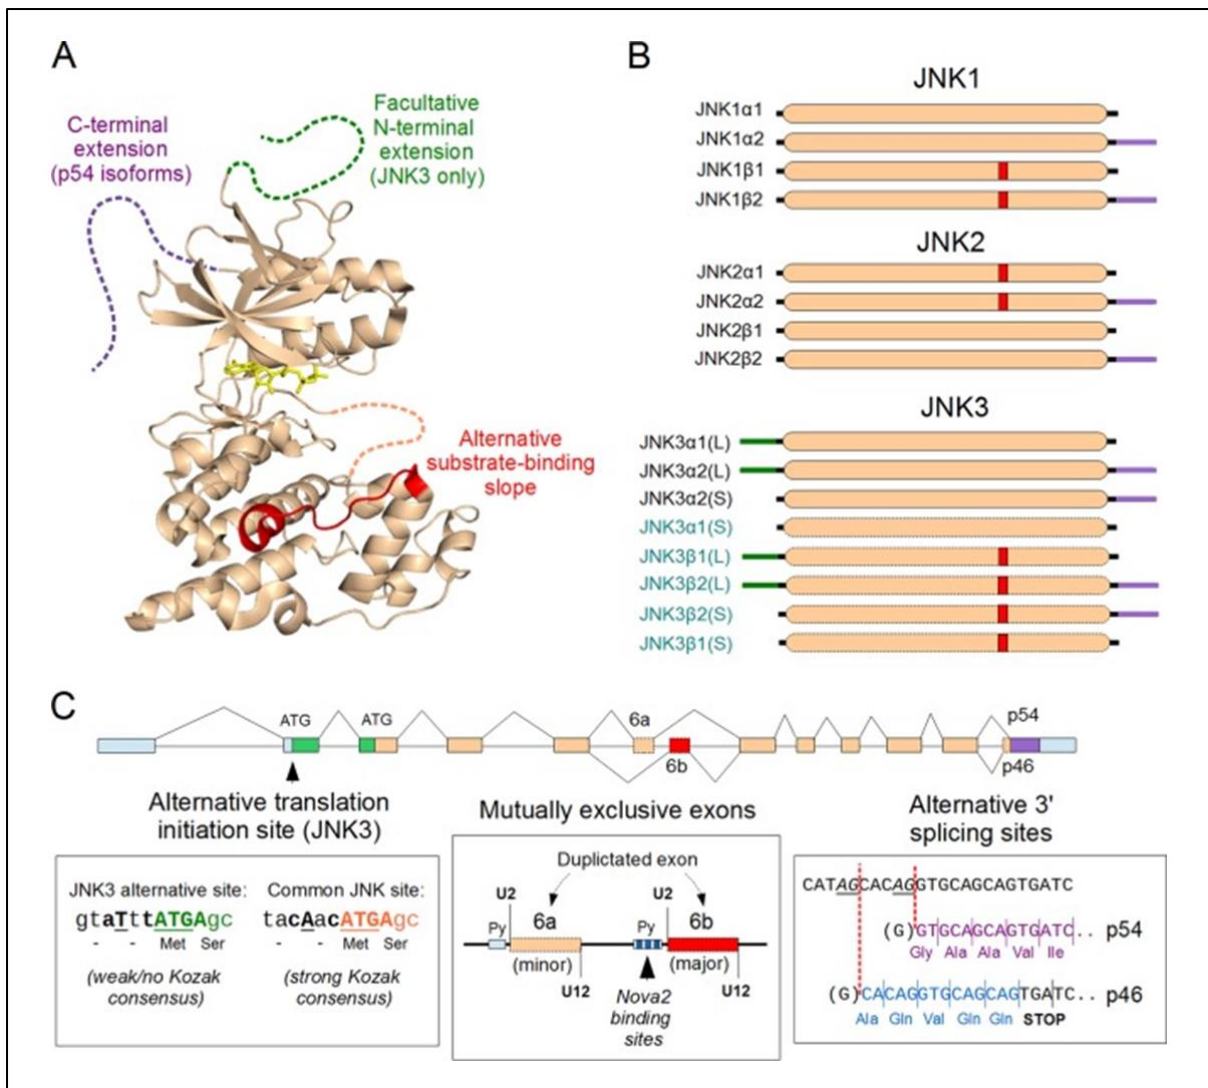 A
C-terminal
extension
(p54 isoforms)
Facultative
N-terminal
extension
(JNK3 only)
Alternative
substrate-binding
slope
B
JNK1
JNK1α1
JNK1α2
JNK1β1
JNK1β2
JNK2
JNK2α1
JNK2α2
JNK2β1
JNK2β2
JNK3
JNK3α1(L)
JNK3α2(L)
JNK3α2(S)
JNK3α1(S)
JNK3β1(L)
JNK3β2(L)
JNK3β2(S)
JNK3β1(S)
C
ATG ATG 6a p54
6b p46
Alternative translation
initiation site (JNK3)
JNK3 alternative site: Common JNK site:
gtaTttATGAgc tacAacATGAgc
- - Met Ser - - Met Ser
(weak/no Kozak
consensus)
(strong Kozak
consensus)
Mutually exclusive exons
Duplictated exon
U2 U2
Py 6a Py 6b
(minor) (major)
U12 U12
Nova2
binding
sites
Alternative 3'
splicing sites
CATAGCACAGGTGCAGCAGTGATC
(G)GTGCAGCAGTGATC.. p54
Gly Ala Ala Val Ile
(G)CACAGGTGCAGCAGTGATC.. p46
Ala Gln Val Gln Gln STOP